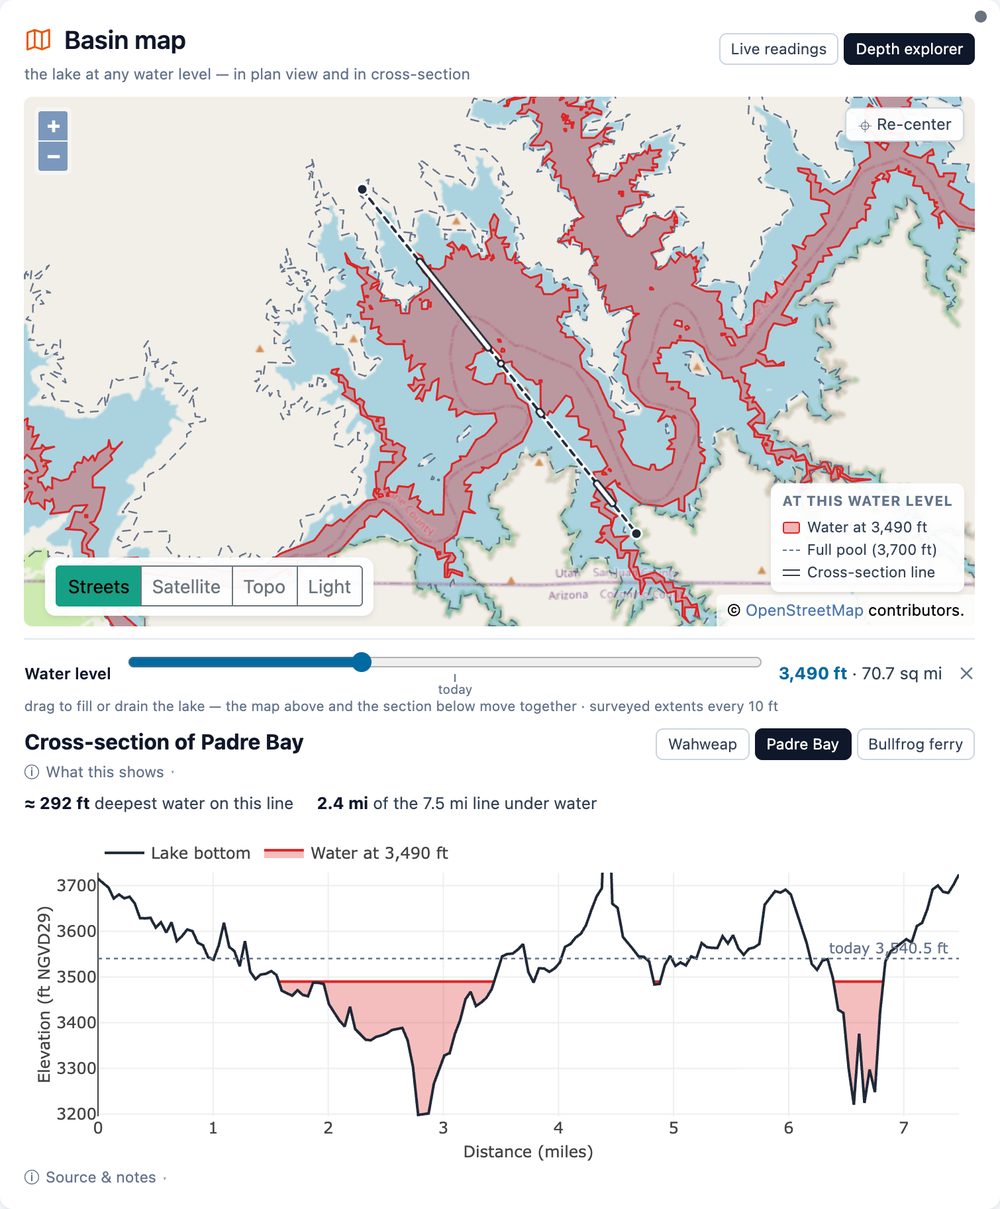 Basin map
the lake at any water level — in plan view and in cross-section
Live readings
Depth explorer
+
−
Re-center
AT THIS WATER LEVEL
Water at 3,490 ft
Full pool (3,700 ft)
Cross-section line
Utah
Arizona
Streets
Satellite
Topo
Light
© OpenStreetMap contributors.
Water level
today
3,490 ft · 70.7 sq mi ×
drag to fill or drain the lake — the map above and the section below move together · surveyed extents every 10 ft
Cross-section of Padre Bay
Wahweap
Padre Bay
Bullfrog ferry
ⓘ What this shows ·
≈ 292 ft deepest water on this line 2.4 mi of the 7.5 mi line under water
Lake bottom
Water at 3,490 ft
Elevation (ft NGVD29)
3700
3600
3500
3400
3300
3200
today 3,540.5 ft
0 1 2 3 4 5 6 7
Distance (miles)
ⓘ Source & notes ·